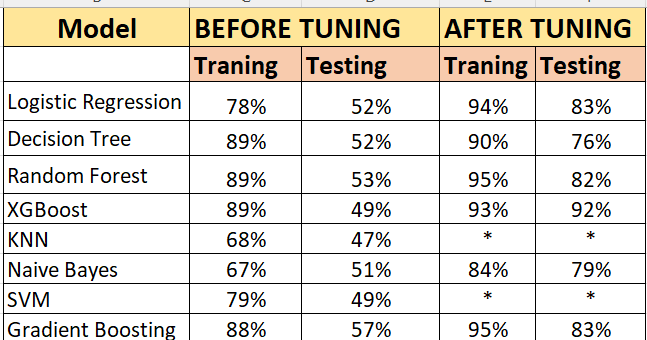 Model BEFORE TUNING AFTER TUNING
Traning Testing Traning Testing
Logistic Regression 78% 52% 94% 83%
Decision Tree 89% 52% 90% 76%
Random Forest 89% 53% 95% 82%
XGBoost 89% 49% 93% 92%
KNN 68% 47% * *
Naive Bayes 67% 51% 84% 79%
SVM 79% 49% * *
Gradient Boosting 88% 57% 95% 83%